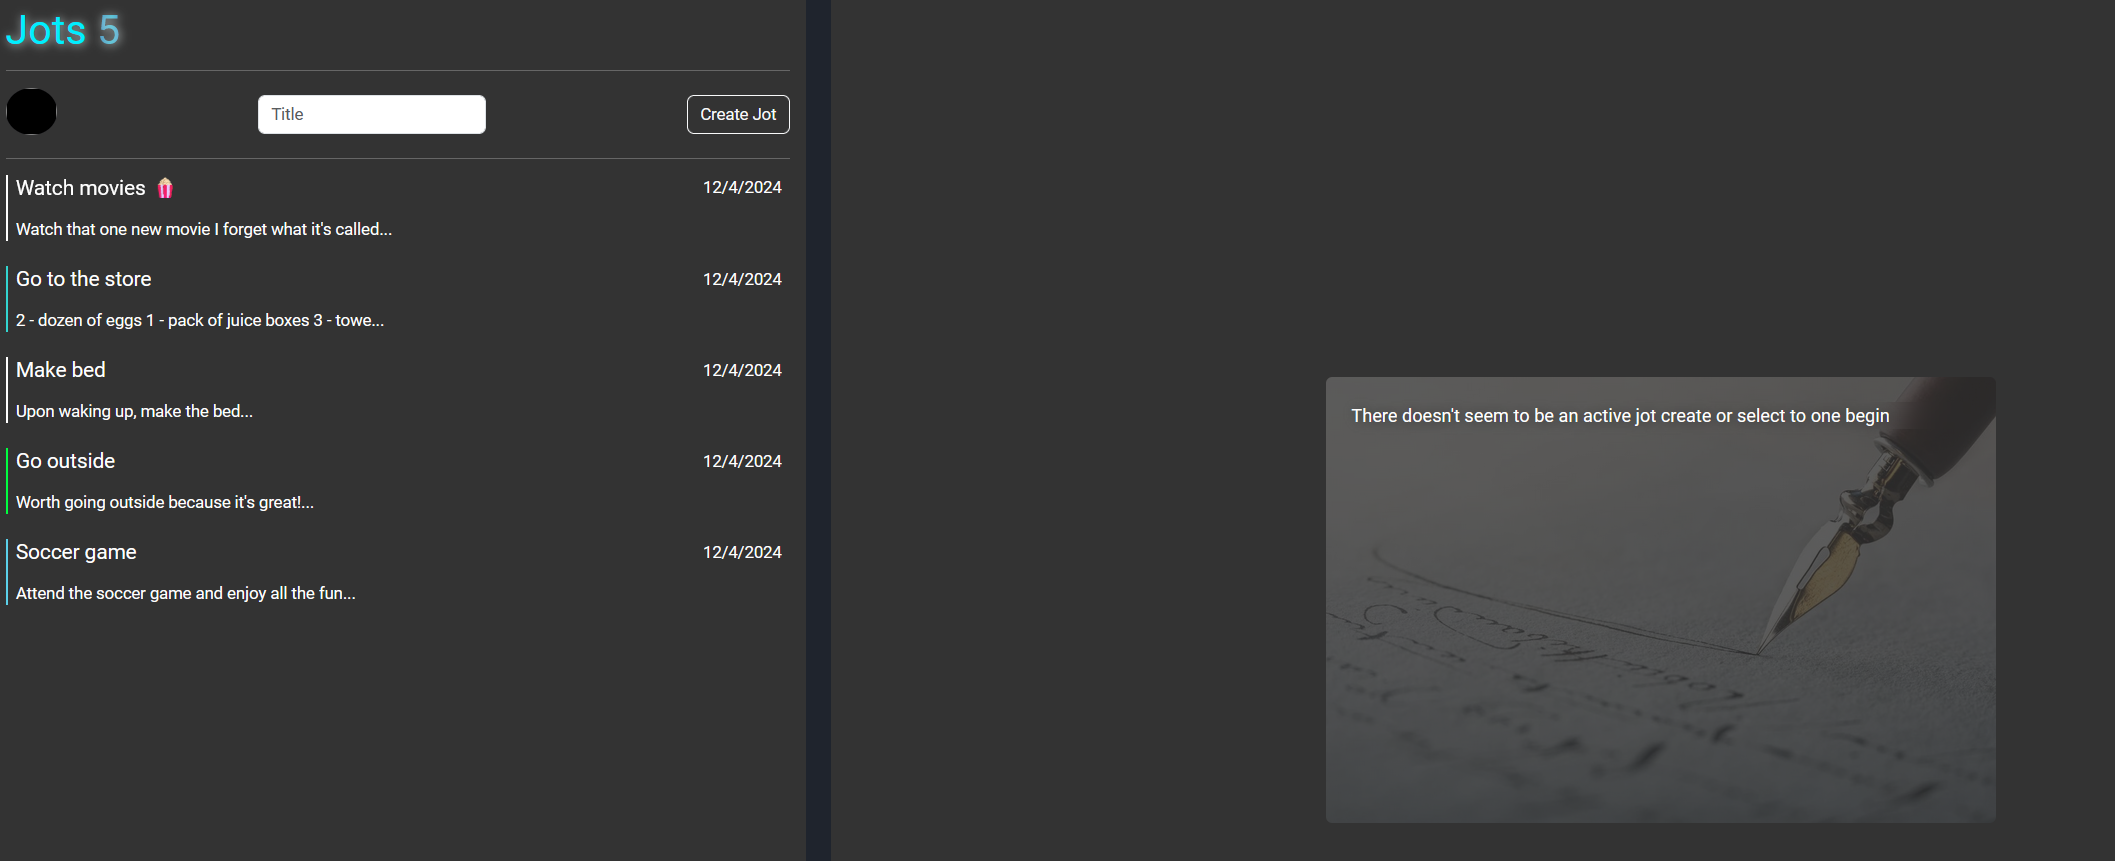 Jots 5
Title
Create Jot
Watch movies 🍿
12/4/2024
Watch that one new movie I forget what it's called...
Go to the store
12/4/2024
2 - dozen of eggs 1 - pack of juice boxes 3 - towe...
Make bed
12/4/2024
Upon waking up, make the bed...
Go outside
12/4/2024
Worth going outside because it's great!...
Soccer game
12/4/2024
Attend the soccer game and enjoy all the fun...
There doesn't seem to be an active jot create or select to one begin